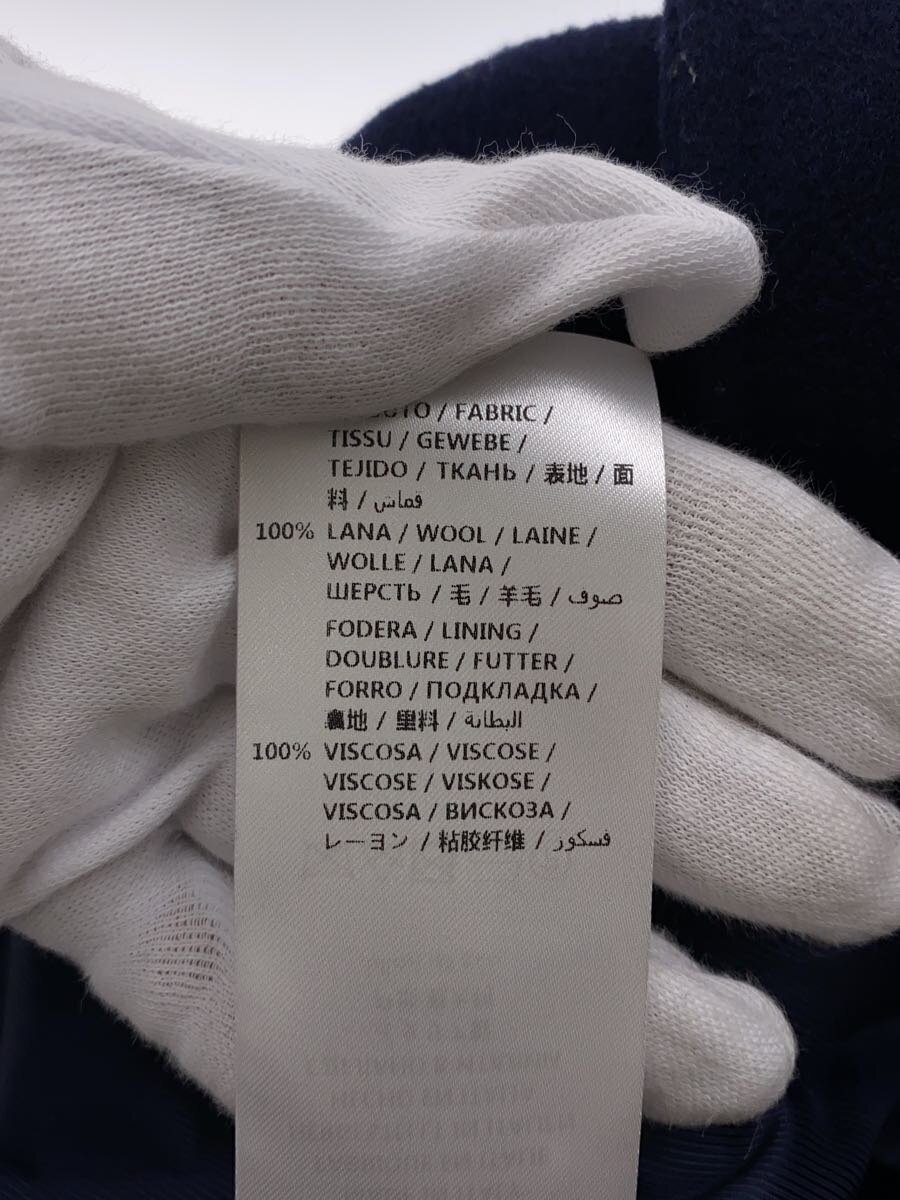 / FABRIC /
TISSU / GEWEBE /
TEJIDO / ТКАНЬ / 表地 / 面
料 / قماش
100% LANA / WOOL / LAINE /
WOLLE / LANA /
ШЕРСТЬ / 毛 / 羊毛 / صوف
FODERA / LINING /
DOUBLURE / FUTTER /
FORRO / ПОДКЛАДКА /
裏地 / 里料 / البطانة
100% VISCOSA / VISCOSE /
VISCOSE / VISKOSE /
VISCOSA / ВИСКОЗА /
レーヨン / 粘胶纤维 / فسكوز